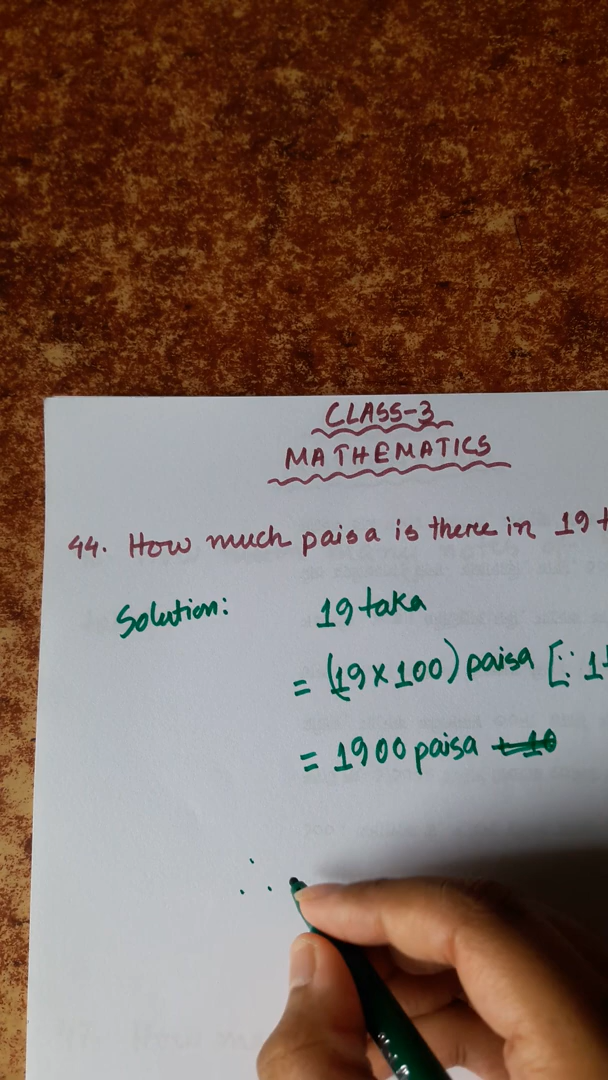 CLASS-3
MATHEMATICS
44. How much paisa is there in 19 t
Solution: 19 taka
= (19×100) paisa [∵ 1t
= 1900 paisa
∴